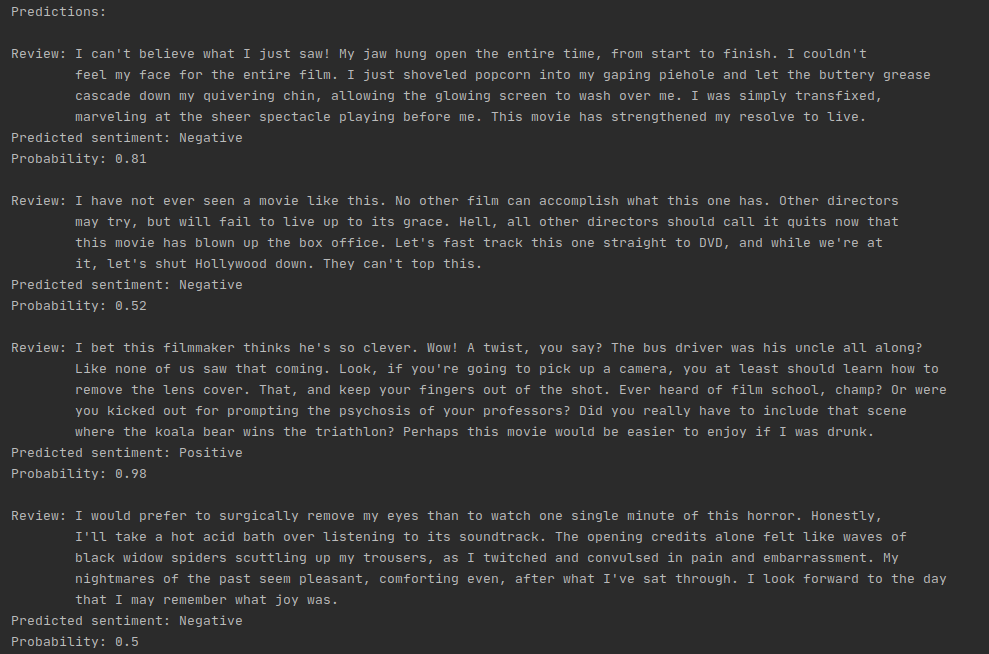 Predictions:
Review: I can't believe what I just saw! My jaw hung open the entire time, from start to finish. I couldn't
feel my face for the entire film. I just shoveled popcorn into my gaping piehole and let the buttery grease
cascade down my quivering chin, allowing the glowing screen to wash over me. I was simply transfixed,
marveling at the sheer spectacle playing before me. This movie has strengthened my resolve to live.
Predicted sentiment: Negative
Probability: 0.81
Review: I have not ever seen a movie like this. No other film can accomplish what this one has. Other directors
may try, but will fail to live up to its grace. Hell, all other directors should call it quits now that
this movie has blown up the box office. Let's fast track this one straight to DVD, and while we're at
it, let's shut Hollywood down. They can't top this.
Predicted sentiment: Negative
Probability: 0.52
Review: I bet this filmmaker thinks he's so clever. Wow! A twist, you say? The bus driver was his uncle all along?
Like none of us saw that coming. Look, if you're going to pick up a camera, you at least should learn how to
remove the lens cover. That, and keep your fingers out of the shot. Ever heard of film school, champ? Or were
you kicked out for prompting the psychosis of your professors? Did you really have to include that scene
where the koala bear wins the triathlon? Perhaps this movie would be easier to enjoy if I was drunk.
Predicted sentiment: Positive
Probability: 0.98
Review: I would prefer to surgically remove my eyes than to watch one single minute of this horror. Honestly,
I'll take a hot acid bath over listening to its soundtrack. The opening credits alone felt like waves of
black widow spiders scuttling up my trousers, as I twitched and convulsed in pain and embarrassment. My
nightmares of the past seem pleasant, comforting even, after what I've sat through. I look forward to the day
that I may remember what joy was.
Predicted sentiment: Negative
Probability: 0.5